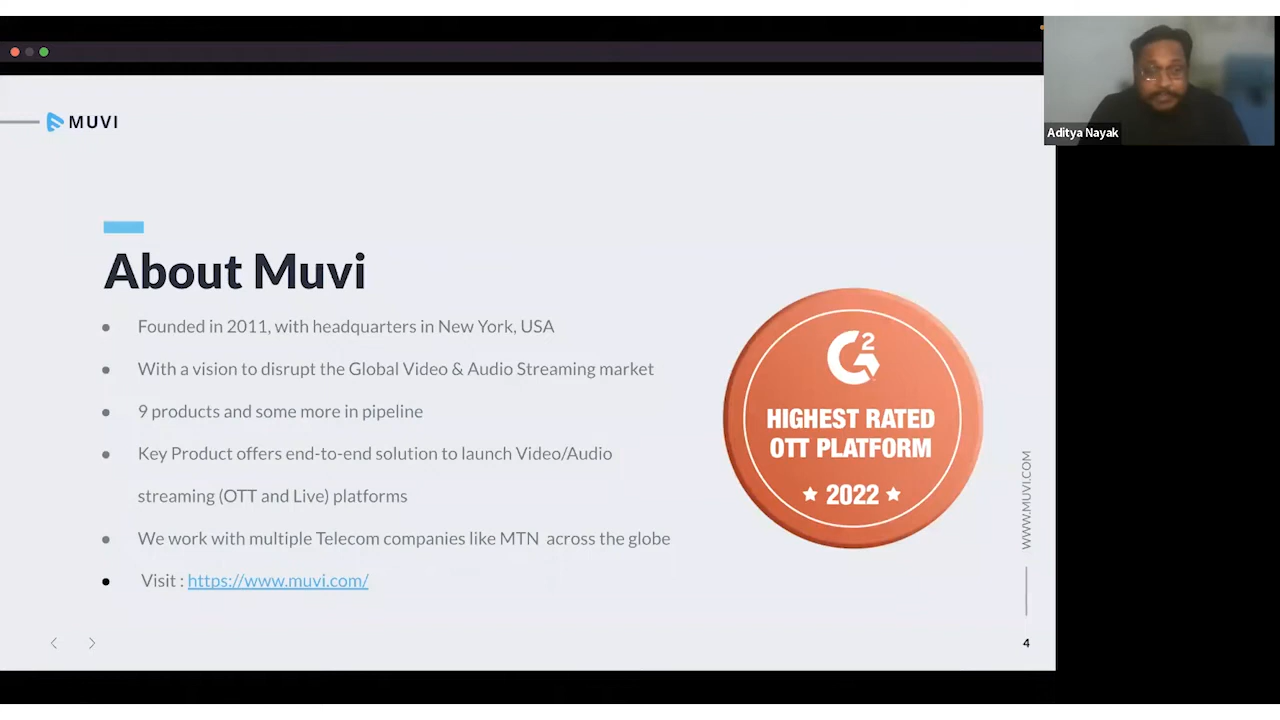 Aditya Nayak
MUVI
About Muvi
Founded in 2011, with headquarters in New York, USA
With a vision to disrupt the Global Video & Audio Streaming market
9 products and some more in pipeline
Key Product offers end-to-end solution to launch Video/Audio
streaming (OTT and Live) platforms
We work with multiple Telecom companies like MTN across the globe
Visit : https://www.muvi.com/
G2
HIGHEST RATED
OTT PLATFORM
2022
WWW.MUVI.COM
4